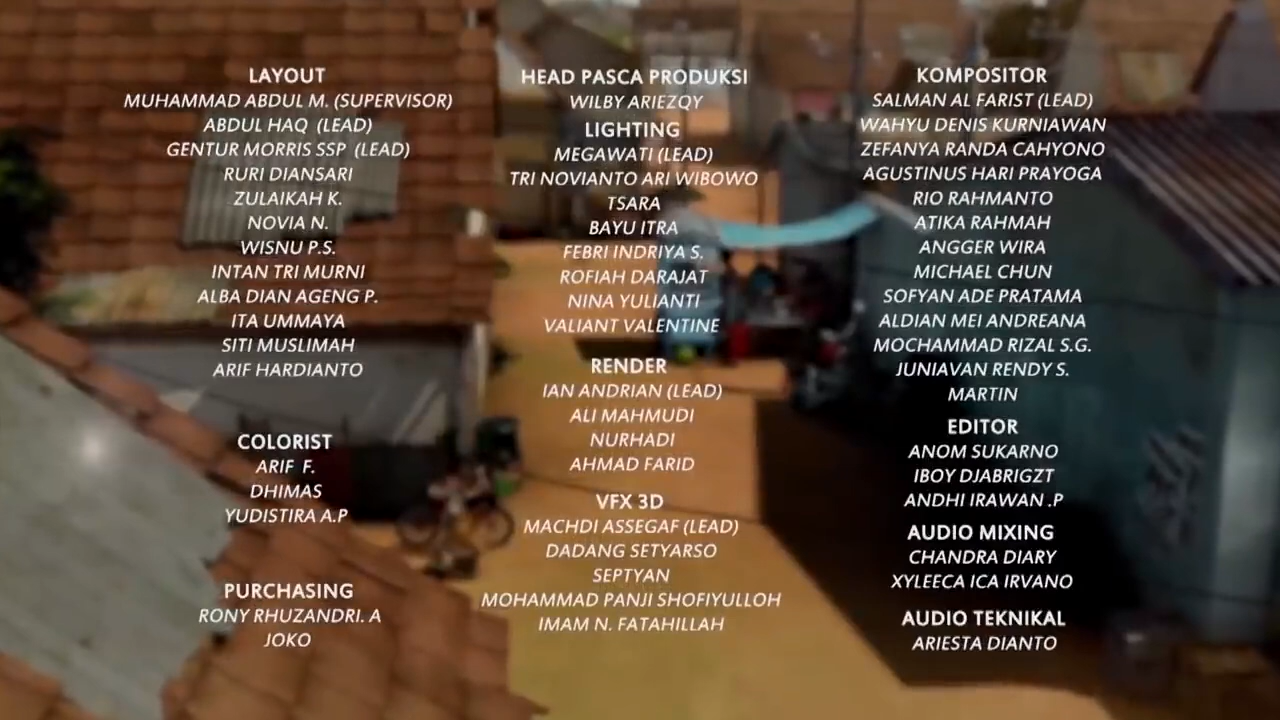 LAYOUT
MUHAMMAD ABDUL M. (SUPERVISOR)
ABDUL HAQ (LEAD)
GENTUR MORRIS SSP (LEAD)
RURI DIANSARI
ZULAIKAH K.
NOVIA N.
WISNU P.S.
INTAN TRI MURNI
ALBA DIAN AGENG P.
ITA UMMAYA
SITI MUSLIMAH
ARIF HARDIANTO
COLORIST
ARIF F.
DHIMAS
YUDISTIRA A.P
PURCHASING
RONY RHUZANDRI. A
JOKO
HEAD PASCA PRODUKSI
WILBY ARIEZQY
LIGHTING
MEGAWATI (LEAD)
TRI NOVIANTO ARI WIBOWO
TSARA
BAYU ITRA
FEBRI INDRIYA S.
ROFIAH DARAJAT
NINA YULIANTI
VALIANT VALENTINE
RENDER
IAN ANDRIAN (LEAD)
ALI MAHMUDI
NURHADI
AHMAD FARID
VFX 3D
MACHDI ASSEGAF (LEAD)
DADANG SETYARSO
SEPTYAN
MOHAMMAD PANJI SHOFIYULLOH
IMAM N. FATAHILLAH
KOMPOSITOR
SALMAN AL FARIST (LEAD)
WAHYU DENIS KURNIAWAN
ZEFANYA RANDA CAHYONO
AGUSTINUS HARI PRAYOGA
RIO RAHMANTO
ATIKA RAHMAH
ANGGER WIRA
MICHAEL CHUN
SOFYAN ADE PRATAMA
ALDIAN MEI ANDREANA
MOCHAMMAD RIZAL S.G.
JUNIAVAN RENDY S.
MARTIN
EDITOR
ANOM SUKARNO
IBOY DJABRIGZT
ANDHI IRAWAN .P
AUDIO MIXING
CHANDRA DIARY
XYLEECA ICA IRVANO
AUDIO TEKNIKAL
ARIESTA DIANTO